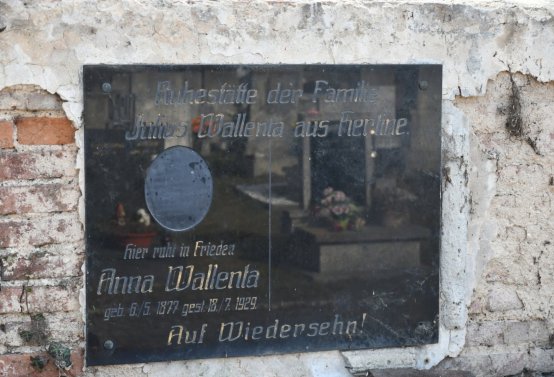 Ruhestätte der Familie
Julius Wallenta aus Herline.
Hier ruht in Frieden
Anna Wallenta
geb. 6./5. 1877 gest. 18./7. 1929.
Auf Wiedersehn!